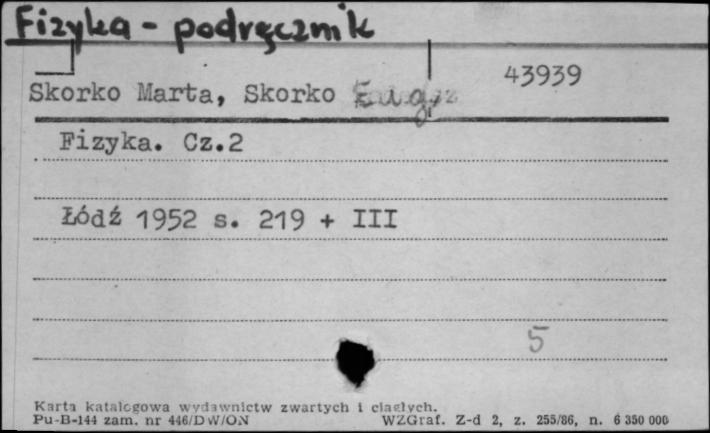 Fizyka - podręcznik
43939
Skorko Marta, Skorko
Fizyka. Cz.2
Łódź 1952 s. 219 + III
5
Karta katalogowa wydawnictw zwartych i ciągłych.
Pu-B-144 zam. nr 446/DW/ON WZGraf. Z-d 2, z. 255/86, n. 6 350 000